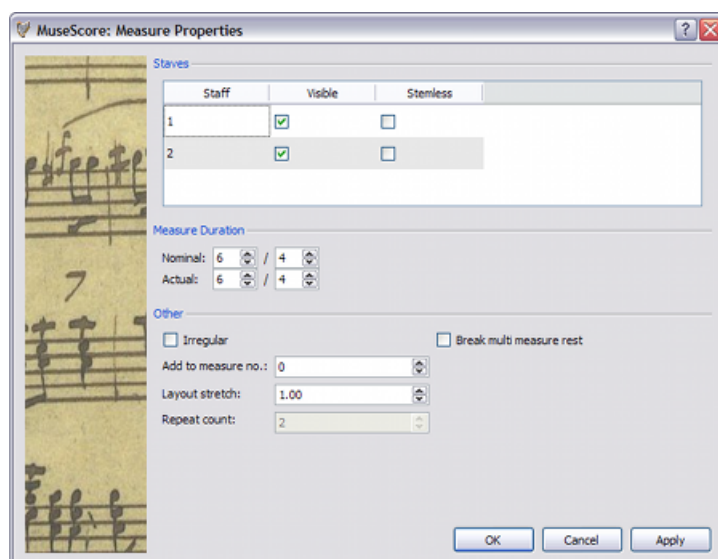 MuseScore: Measure Properties
Staves
Staff Visible Stemless
1
2
Measure Duration
Nominal: 6 / 4
Actual: 6 / 4
Other
Irregular Break multi measure rest
Add to measure no.: 0
Layout stretch: 1.00
Repeat count: 2
OK Cancel Apply
7